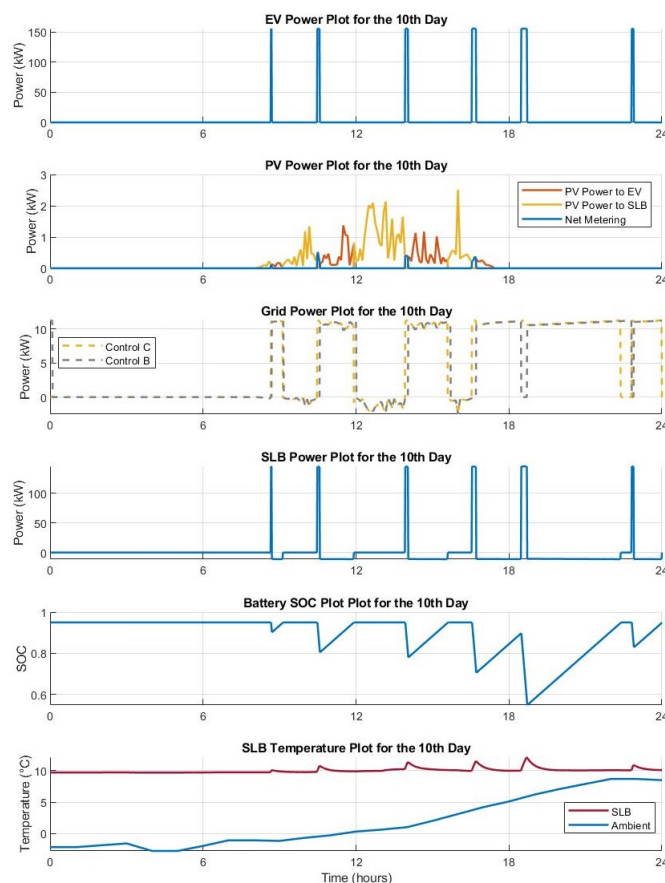 EV Power Plot for the 10th Day
150
100
50
0
Power (kW)
0 6 12 18 24
PV Power Plot for the 10th Day
3
2
1
0
Power (kW)
PV Power to EV
PV Power to SLB
Net Metering
0 6 12 18 24
Grid Power Plot for the 10th Day
10
5
0
Power (kW)
Control C
Control B
0 6 12 18 24
SLB Power Plot for the 10th Day
100
50
0
Power (kW)
0 6 12 18 24
Battery SOC Plot Plot for the 10th Day
1
0.8
0.6
SOC
0 6 12 18 24
SLB Temperature Plot for the 10th Day
10
5
0
Temperature (°C)
SLB
Ambient
0 6 12 18 24
Time (hours)